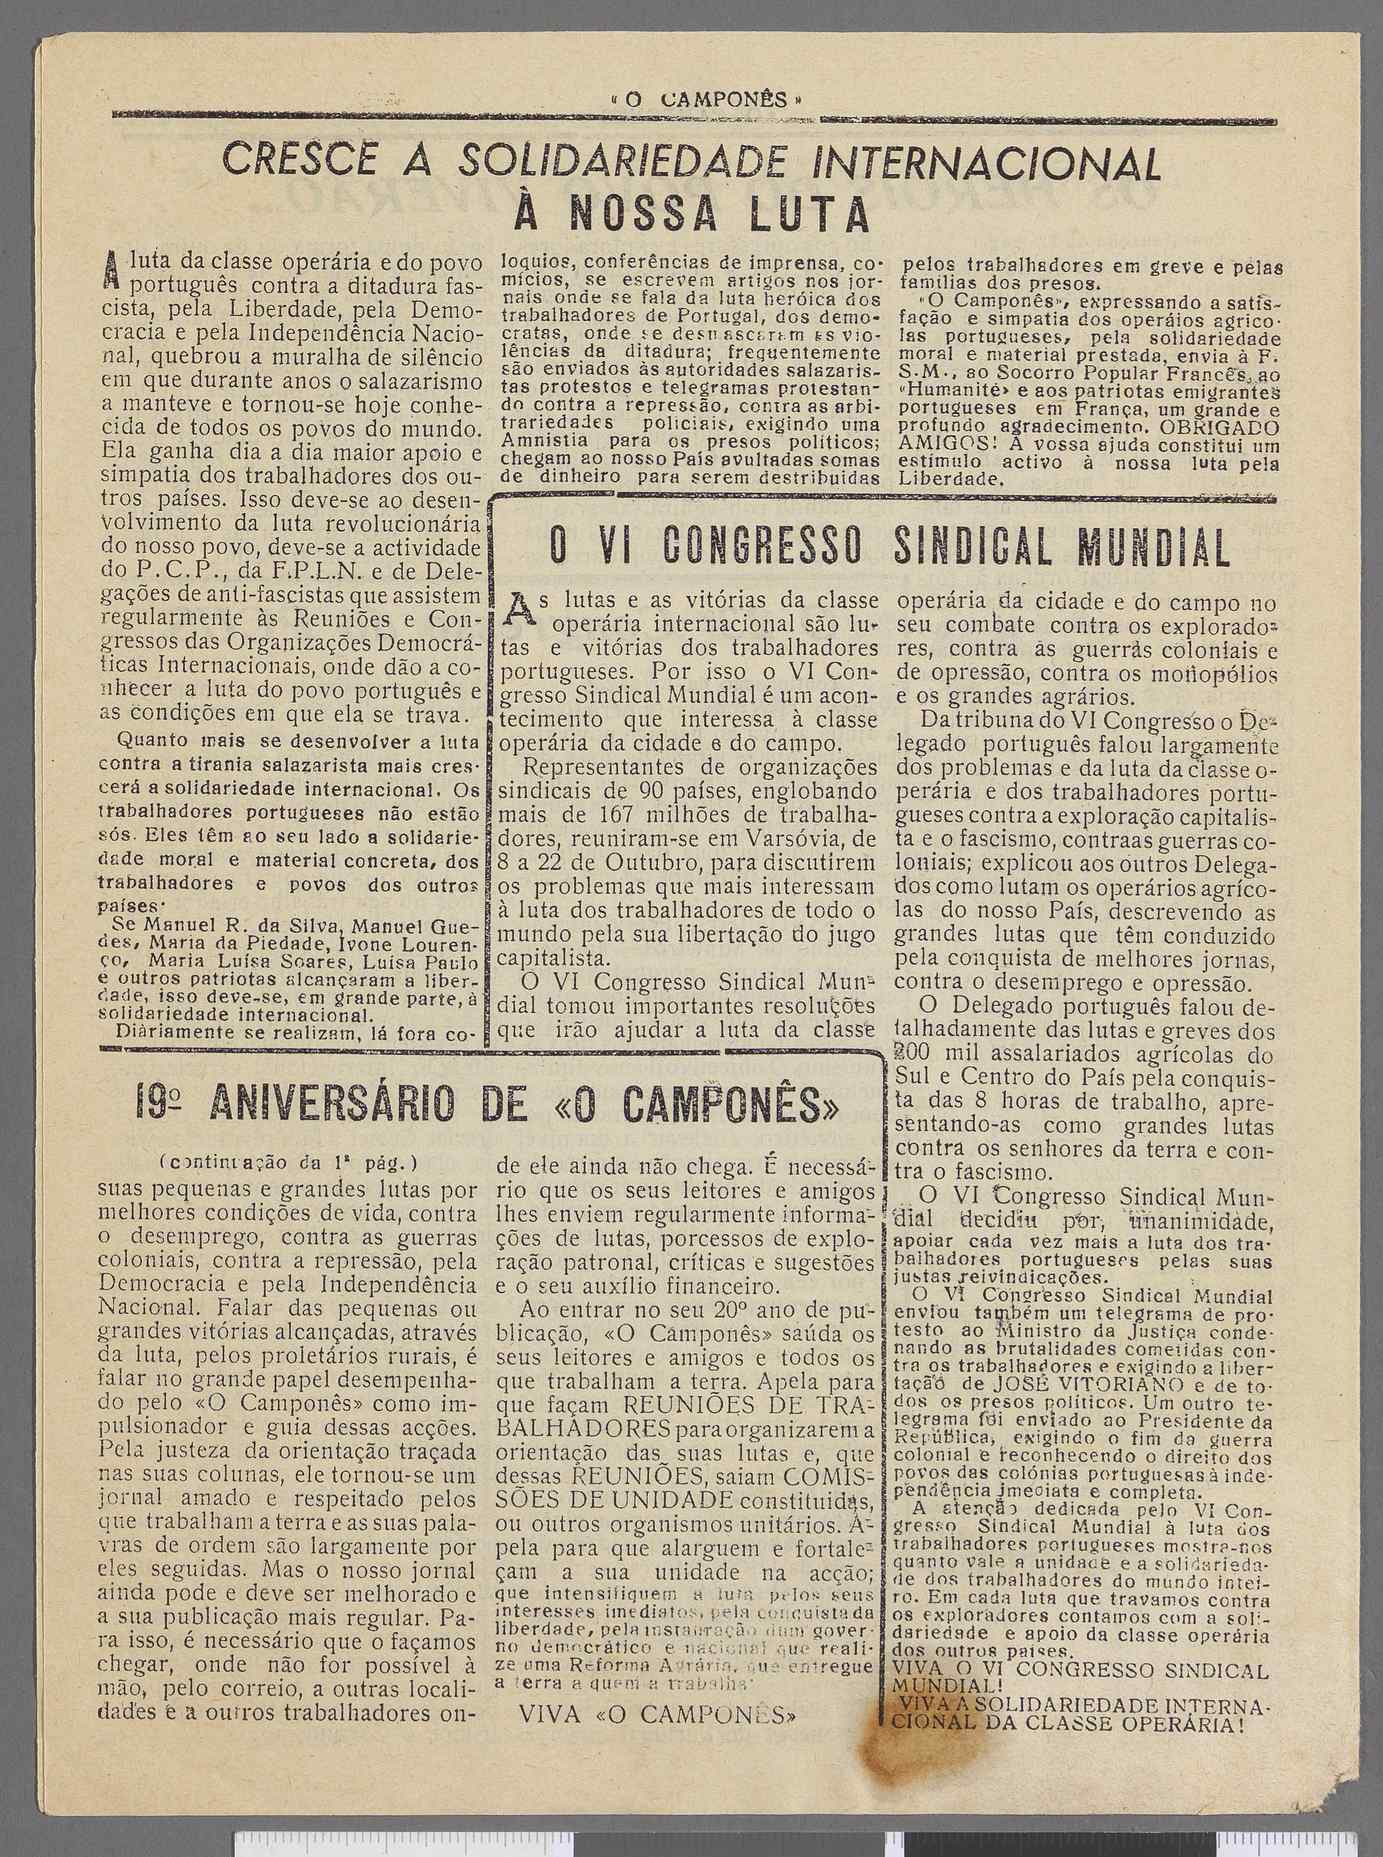 « O CAMPONÊS »
CRESCE A SOLIDARIEDADE INTERNACIONAL
À NOSSA LUTA
A luta da classe operária e do povo
português contra a ditadura fas-
cista, pela Liberdade, pela Demo-
cracia e pela Independência Nacio-
nal, quebrou a muralha de silêncio
em que durante anos o salazarismo
a manteve e tornou-se hoje conhe-
cida de todos os povos do mundo.
Ela ganha dia a dia maior apoio e
simpatia dos trabalhadores dos ou-
tros países. Isso deve-se ao desen-
volvimento da luta revolucionária
do nosso povo, deve-se a actividade
do P.C.P., da F.P.L.N. e de Dele-
gações de anti-fascistas que assistem
regularmente às Reuniões e Con-
gressos das Organizações Democrá-
ticas Internacionais, onde dão a co-
nhecer a luta do povo português e
as condições em que ela se trava.
Quanto mais se desenvolver a luta
contra a tirania salazarista mais cres-
cerá a solidariedade internacional. Os
trabalhadores portugueses não estão
sós. Eles têm ao seu lado a solidarie-
dade moral e material concreta, dos
trabalhadores e povos dos outros
países.
Se Manuel R. da Silva, Manuel Gue-
des, Maria da Piedade, Ivone Louren-
ço, Maria Luísa Soares, Luísa Paulo
e outros patriotas alcançaram a liber-
dade, isso deve-se, em grande parte, à
solidariedade internacional.
Diàriamente se realizam, lá fora co-
loquios, conferências de imprensa, co-
mícios, se escrevem artigos nos jor-
nais onde se fala da luta heróica dos
trabalhadores de Portugal, dos demo-
cratas, onde se desmascaram as vio-
lências da ditadura; frequentemente
são enviados às autoridades salazaris-
tas protestos e telegramas protestan-
do contra a repressão, contra as arbi-
trariedades policiais, exigindo uma
Amnistia para os presos políticos;
chegam ao nosso País avultadas somas
de dinheiro para serem destribuidas
pelos trabalhadores em greve e pelas
familias dos presos.
«O Camponês», expressando a satis-
fação e simpatia dos operáios agrico-
las portugueses, pela solidariedade
moral e material prestada, envia à F.
S.M., ao Socorro Popular Francês, ao
«Humanité» e aos patriotas emigrantes
portugueses em França, um grande e
profundo agradecimento. OBRIGADO
AMIGOS! A vossa ajuda constitui um
estímulo activo à nossa luta pela
Liberdade.
O VI CONGRESSO SINDICAL MUNDIAL
As lutas e as vitórias da classe
operária internacional são lu-
tas e vitórias dos trabalhadores
portugueses. Por isso o VI Con-
gresso Sindical Mundial é um acon-
tecimento que interessa à classe
operária da cidade e do campo.
Representantes de organizações
sindicais de 90 países, englobando
mais de 167 milhões de trabalha-
dores, reuniram-se em Varsóvia, de
8 a 22 de Outubro, para discutirem
os problemas que mais interessam
à luta dos trabalhadores de todo o
mundo pela sua libertação do jugo
capitalista.
O VI Congresso Sindical Mun-
dial tomou importantes resoluções
que irão ajudar a luta da classe
operária da cidade e do campo no
seu combate contra os explorado-
res, contra as guerras coloniais e
de opressão, contra os monopólios
e os grandes agrários.
Da tribuna do VI Congresso o De-
legado português falou largamente
dos problemas e da luta da classe o-
perária e dos trabalhadores portu-
gueses contra a exploração capitalis-
ta e o fascismo, contraas guerras co-
loniais; explicou aos outros Delega-
dos como lutam os operários agríco-
las do nosso País, descrevendo as
grandes lutas que têm conduzido
pela conquista de melhores jornas,
contra o desemprego e opressão.
O Delegado português falou de-
talhadamente das lutas e greves dos
200 mil assalariados agrícolas do
Sul e Centro do País pela conquis-
ta das 8 horas de trabalho, apre-
sentando-as como grandes lutas
contra os senhores da terra e con-
tra o fascismo.
O VI Congresso Sindical Mun-
dial decidiu por, unanimidade,
apoiar cada vez mais a luta dos tra-
balhadores portugueses pelas suas
justas reivindicações.
O VI Congresso Sindical Mundial
enviou também um telegrama de pro-
testo ao Ministro da Justiça conde-
nando as brutalidades cometidas con-
tra os trabalhadores e exigindo a liber-
tação de JOSÉ VITORIANO e de to-
dos os presos políticos. Um outro te-
legrama foi enviado ao Presidente da
República, exigindo o fim da guerra
colonial e reconhecendo o direito dos
povos das colónias portuguesas à inde-
pendência imediata e completa.
A atenção dedicada pelo VI Con-
gresso Sindical Mundial à luta dos
trabalhadores portugueses mostra-nos
quanto vale a unidade e a solidarieda-
de dos trabalhadores do mundo intei-
ro. Em cada luta que travamos contra
os exploradores contamos com a soli-
dariedade e apoio da classe operária
dos outros países.
VIVA O VI CONGRESSO SINDICAL
MUNDIAL!
VIVA A SOLIDARIEDADE INTERNA-
CIONAL DA CLASSE OPERÁRIA!
19º ANIVERSÁRIO DE «O CAMPONÊS»
(continuação da 1ª pág.)
suas pequenas e grandes lutas por
melhores condições de vida, contra
o desemprego, contra as guerras
coloniais, contra a repressão, pela
Democracia e pela Independência
Nacional. Falar das pequenas ou
grandes vitórias alcançadas, através
da luta, pelos proletários rurais, é
falar no grande papel desempenha-
do pelo «O Camponês» como im-
pulsionador e guia dessas acções.
Pela justeza da orientação traçada
nas suas colunas, ele tornou-se um
jornal amado e respeitado pelos
que trabalham a terra e as suas pala-
vras de ordem são largamente por
eles seguidas. Mas o nosso jornal
ainda pode e deve ser melhorado e
a sua publicação mais regular. Pa-
ra isso, é necessário que o façamos
chegar, onde não for possível à
mão, pelo correio, a outras locali-
dades e a outros trabalhadores on-
de ele ainda não chega. É necessá-
rio que os seus leitores e amigos
lhes enviem regularmente informa-
ções de lutas, porcessos de explo-
ração patronal, críticas e sugestões
e o seu auxílio financeiro.
Ao entrar no seu 20º ano de pu-
blicação, «O Camponês» saúda os
seus leitores e amigos e todos os
que trabalham a terra. Apela para
que façam REUNIÕES DE TRA-
BALHADORES para organizarem a
orientação das suas lutas e, que
dessas REUNIÕES, saiam COMIS-
SÕES DE UNIDADE constituidas,
ou outros organismos unitários. A-
pela para que alarguem e fortale-
çam a sua unidade na acção;
que intensifiquem a luta pelos seus
interesses imediatos, pela conquista da
liberdade, pela instauração dum gover-
no democrático e nacional que reali-
ze uma Reforma Agrária, que entregue
a terra a quem a trabalha.
VIVA «O CAMPONÊS»